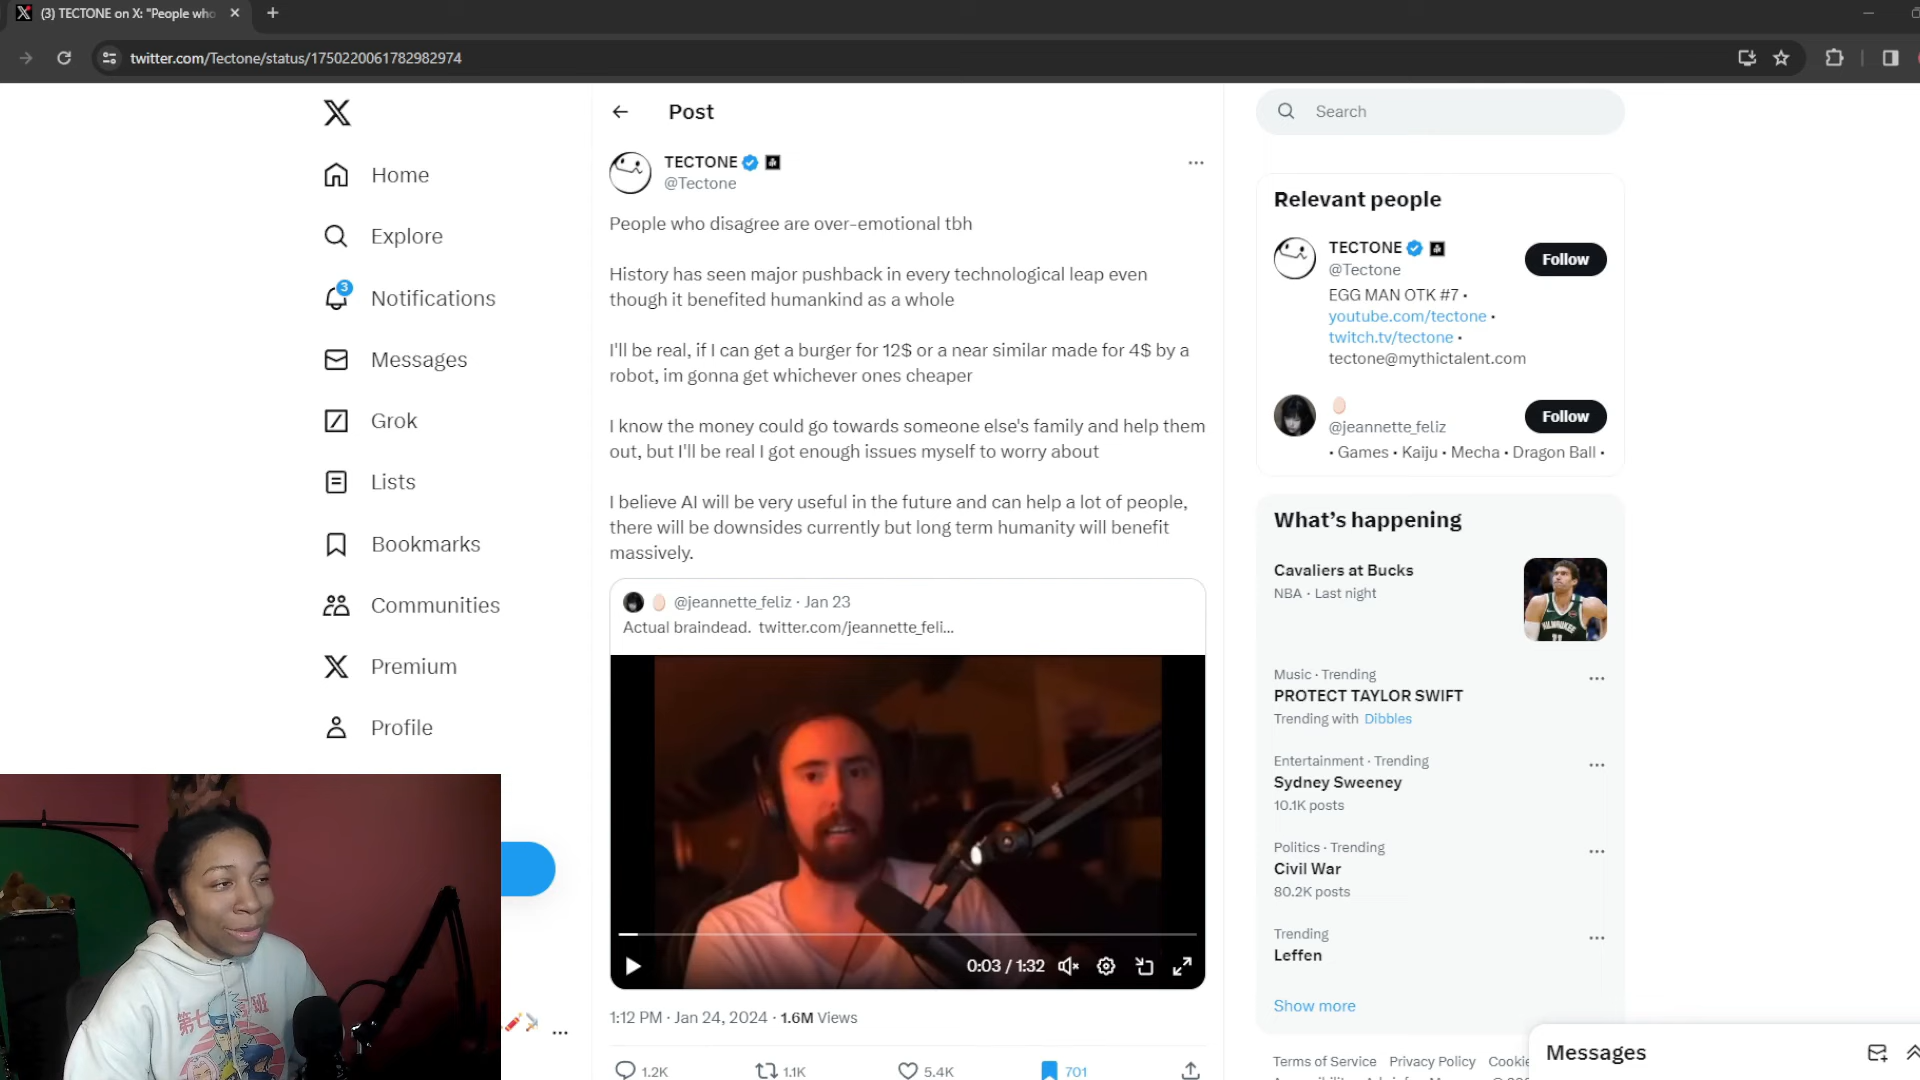 (3) TECTONE on X: "People who
twitter.com/Tectone/status/1750220061782982974
Home
Explore
3
Notifications
Messages
Grok
Lists
Bookmarks
Communities
Premium
Profile
Post
TECTONE
@Tectone
People who disagree are over-emotional tbh
History has seen major pushback in every technological leap even
though it benefited humankind as a whole
I'll be real, if I can get a burger for 12$ or a near similar made for 4$ by a
robot, im gonna get whichever ones cheaper
I know the money could go towards someone else's family and help them
out, but I'll be real I got enough issues myself to worry about
I believe AI will be very useful in the future and can help a lot of people,
there will be downsides currently but long term humanity will benefit
massively.
@jeannette_feliz · Jan 23
Actual braindead. twitter.com/jeannette_feli...
0:03 / 1:32
1:12 PM · Jan 24, 2024 · 1.6M Views
1.2K
1.1K
5.4K
701
Search
Relevant people
TECTONE
@Tectone
Follow
EGG MAN OTK #7 •
youtube.com/tectone •
twitch.tv/tectone •
tectone@mythictalent.com
@jeannette_feliz
Follow
• Games • Kaiju • Mecha • Dragon Ball •
What's happening
Cavaliers at Bucks
NBA · Last night
MILWAUKEE
Music · Trending
PROTECT TAYLOR SWIFT
Trending with Dibbles
Entertainment · Trending
Sydney Sweeney
10.1K posts
Politics · Trending
Civil War
80.2K posts
Trending
Leffen
Show more
Terms of Service Privacy Policy
Messages
第七班